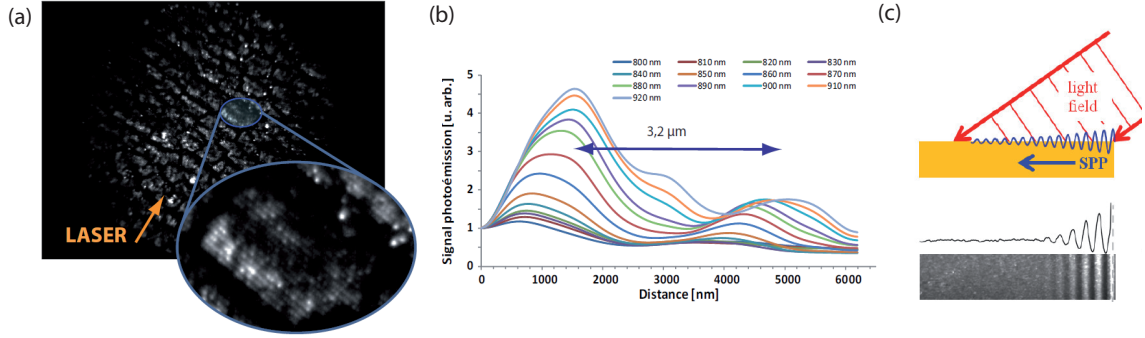 (a)
LASER
(b)
Signal photoémission [u. arb.]
5
4
3
2
1
0
0 1000 2000 3000 4000 5000 6000
Distance [nm]
800 nm 810 nm 820 nm 830 nm
840 nm 850 nm 860 nm 870 nm
880 nm 890 nm 900 nm 910 nm
920 nm
3,2 µm
(c)
light
field
SPP